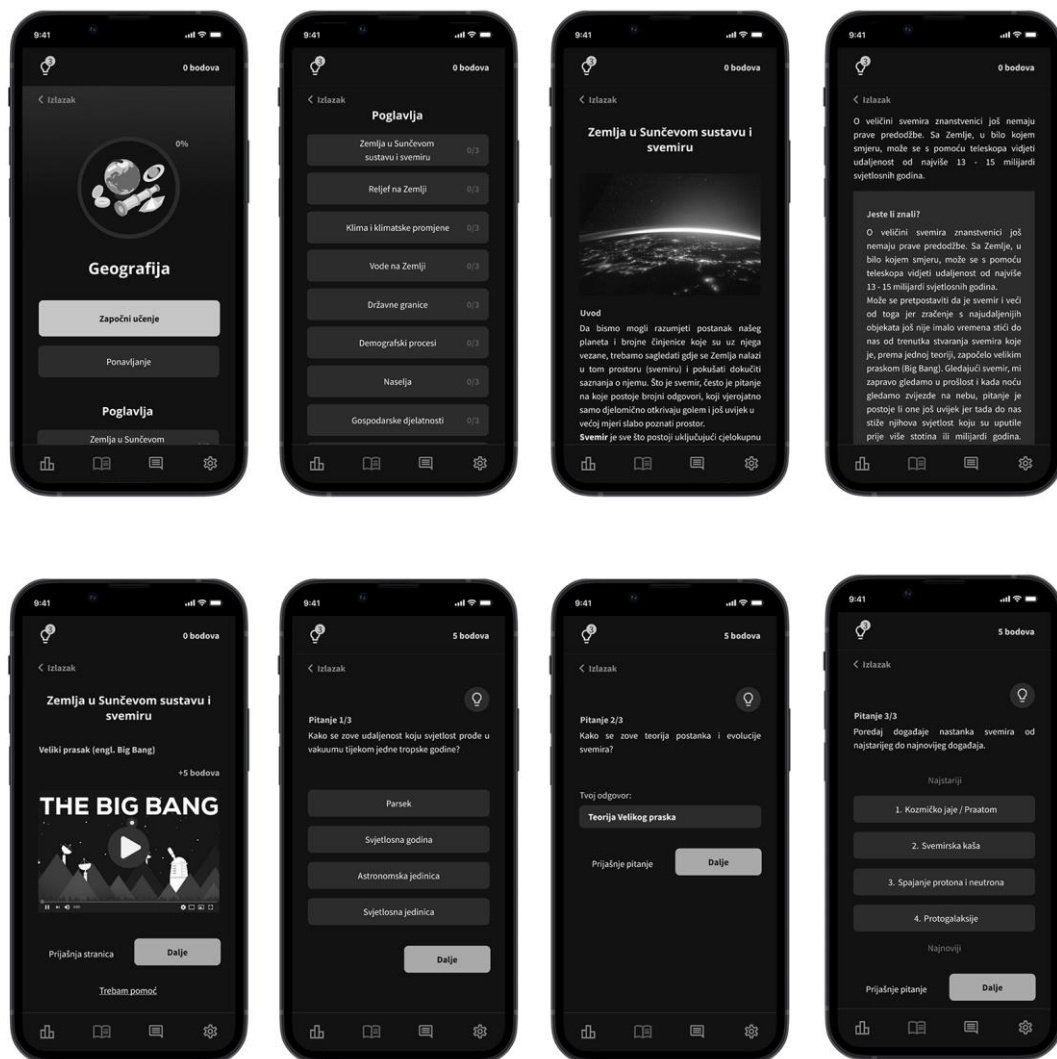 9:41
3
0 bodova
Izlazak
0%
Geografija
Započni učenje
Ponavljanje
Poglavlja
Zemlja u Sunčevom
9:41
3
0 bodova
Izlazak
Poglavlja
Zemlja u Sunčevom
sustavu i svemiru
0/3
Reljef na Zemlji 0/3
Klima i klimatske promjene 0/3
Vode na Zemlji 0/3
Državne granice 0/3
Demografski procesi 0/3
Naselja 0/3
Gospodarske djelatnosti 0/3
9:41
3
0 bodova
Zemlja u Sunčevom sustavu i
svemiru
Uvod
Da bismo mogli razumjeti postanak našeg
planeta i brojne činjenice koje su uz njega
vezane, trebamo sagledati gdje se Zemlja nalazi
u tom prostoru (svemiru) i pokušati dokučiti
saznanja o njemu. Što je svemir, često je pitanje
na koje postoje brojni odgovori, koji vjerojatno
samo djelomično otkrivaju golem i još uvijek u
većoj mjeri slabo poznati prostor.
Svemir je sve što postoji uključujući cjelokupnu
9:41
3
0 bodova
Izlazak
O veličini svemira znanstvenici još nemaju
prave predodžbe. Sa Zemlje, u bilo kojem
smjeru, može se s pomoću teleskopa vidjeti
udaljenost od najviše 13 - 15 milijardi
svjetlosnih godina.
Jeste li znali?
O veličini svemira znanstvenici još
nemaju prave predodžbe. Sa Zemlje, u
bilo kojem smjeru, može se s pomoću
teleskopa vidjeti udaljenost od najviše
13 - 15 milijardi svjetlosnih godina.
Može se pretpostaviti da je svemir i veći
od toga jer zračenje s najudaljenijih
objekata još nije imalo vremena stići do
nas od trenutka stvaranja svemira koje
je, prema jednoj teoriji, započelo velikim
praskom (Big Bang). Gledajući svemir, mi
zapravo gledamo u prošlost i kada noću
gledamo zvijezde na nebu, pitanje je
postoje li one još uvijek jer tada do nas
stiže njihova svjetlost koju su uputile
prije više stotina ili milijardi godina.
9:41
3
0 bodova
Izlazak
Zemlja u Sunčevom sustavu i
svemiru
Veliki prasak (engl. Big Bang)
+5 bodova
THE BIG BANG
Prijašnja stranica
Dalje
Trebam pomoć
9:41
3
5 bodova
Izlazak
Pitanje 1/3
Kako se zove udaljenost koju svjetlost prođe u
vakuumu tijekom jedne tropske godine?
Parsek
Svjetlosna godina
Astronomska jedinica
Svjetlosna jedinica
Dalje
9:41
3
5 bodova
Izlazak
Pitanje 2/3
Kako se zove teorija postanka i evolucije
svemira?
Tvoj odgovor:
Teorija Velikog praska
Prijašnje pitanje
Dalje
9:41
3
5 bodova
Izlazak
Pitanje 3/3
Poredaj događaje nastanka svemira od
najstarijeg do najnovijeg događaja.
Najstariji
1. Kozmičko jaje / Praatom
2. Svemirska kaša
3. Spajanje protona i neutrona
4. Protogalaksije
Najnoviji
Prijašnje pitanje
Dalje